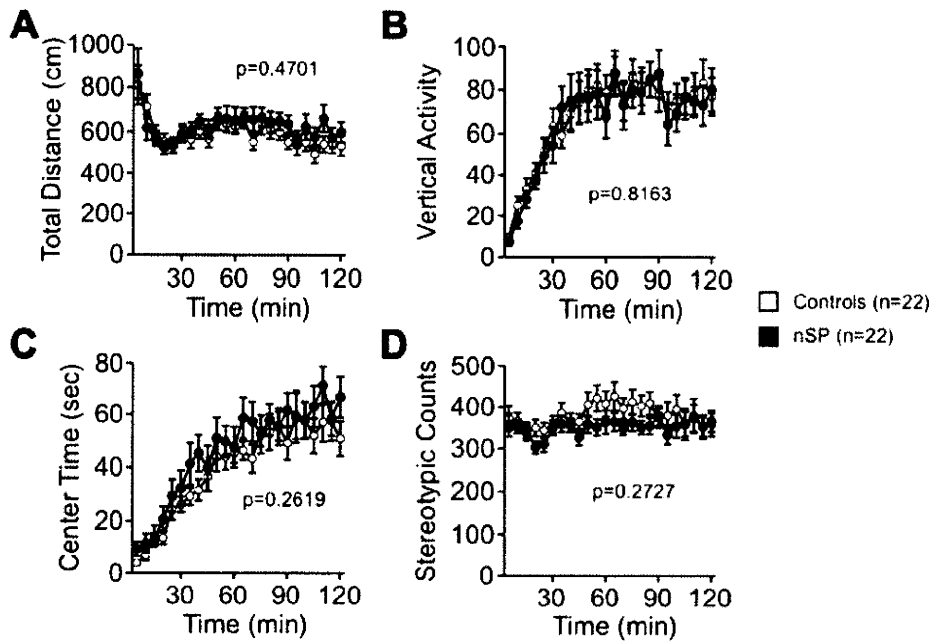 A
Total Distance (cm)
1000
800
600
400
200
0
p=0.4701
30 60 90 120
Time (min)
B
Vertical Activity
100
80
60
40
20
0
p=0.8163
30 60 90 120
Time (min)
Controls (n=22)
nSP (n=22)
C
Center Time (sec)
80
60
40
20
0
p=0.2619
30 60 90 120
Time (min)
D
Stereotypic Counts
500
400
300
200
100
0
p=0.2727
30 60 90 120
Time (min)